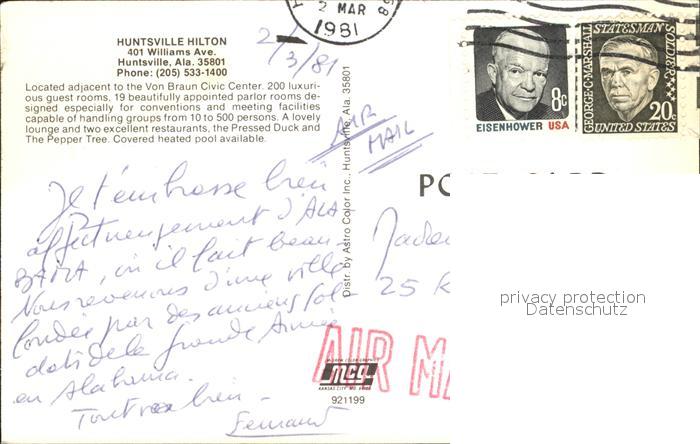 2 MAR
1981
8
HUNTSVILLE HILTON
401 Williams Ave.
Huntsville, Ala. 35801
Phone: (205) 533-1400
Located adjacent to the Von Braun Civic Center. 200 luxuri-
ous guest rooms, 19 beautifully appointed parlor rooms de-
signed especially for conventions and meeting facilities
capable of handling groups from 10 to 500 persons. A lovely
lounge and two excellent restaurants, the Pressed Duck and
The Pepper Tree. Covered heated pool available.
2/3/81
AIR
MAIL
EISENHOWER USA
8c
GEORGE C. MARSHALL
STATESMAN
SOLDIER
20c
UNITED STATES
Je t'embrasse bien
affectueusement d'ALA
BAMA, où il fait beau.
Nous revenons d'une ville
fondée par des anciens sol-
dats de la Grande Armée
en Alabama.
Tout va bien -
Fernand
Distr. by Astro Color Inc., Huntsville, Ala. 35801
25
AIR MA
mcg
KANSAS CITY, MO
921199
privacy protection
Datenschutz